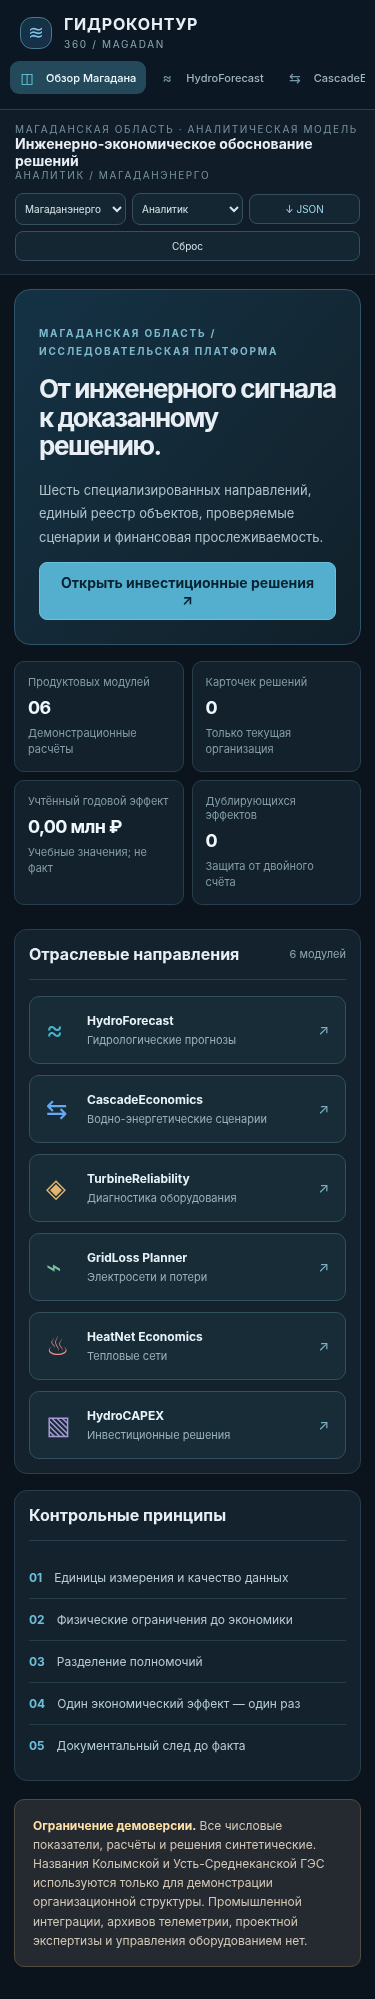 ГИДРОКОНТУР
360 / MAGADAN
Обзор Магадана
HydroForecast
CascadeE
МАГАДАНСКАЯ ОБЛАСТЬ · АНАЛИТИЧЕСКАЯ МОДЕЛЬ
Инженерно-экономическое обоснование
решений
АНАЛИТИК / МАГАДАНЭНЕРГО
Магаданэнерго
Аналитик
↓ JSON
Сброс
МАГАДАНСКАЯ ОБЛАСТЬ /
ИССЛЕДОВАТЕЛЬСКАЯ ПЛАТФОРМА
От инженерного сигнала
к доказанному
решению.
Шесть специализированных направлений,
единый реестр объектов, проверяемые
сценарии и финансовая прослеживаемость.
Открыть инвестиционные решения
↗
Продуктовых модулей
06
Демонстрационные
расчёты
Карточек решений
0
Только текущая
организация
Учтённый годовой эффект
0,00 млн ₽
Учебные значения; не
факт
Дублирующихся
эффектов
0
Защита от двойного
счёта
Отраслевые направления
6 модулей
HydroForecast
Гидрологические прогнозы
↗
CascadeEconomics
Водно-энергетические сценарии
↗
TurbineReliability
Диагностика оборудования
↗
GridLoss Planner
Электросети и потери
↗
HeatNet Economics
Тепловые сети
↗
HydroCAPEX
Инвестиционные решения
↗
Контрольные принципы
01 Единицы измерения и качество данных
02 Физические ограничения до экономики
03 Разделение полномочий
04 Один экономический эффект — один раз
05 Документальный след до факта
Ограничение демоверсии. Все числовые
показатели, расчёты и решения синтетические.
Названия Колымской и Усть-Среднеканской ГЭС
используются только для демонстрации
организационной структуры. Промышленной
интеграции, архивов телеметрии, проектной
экспертизы и управления оборудованием нет.